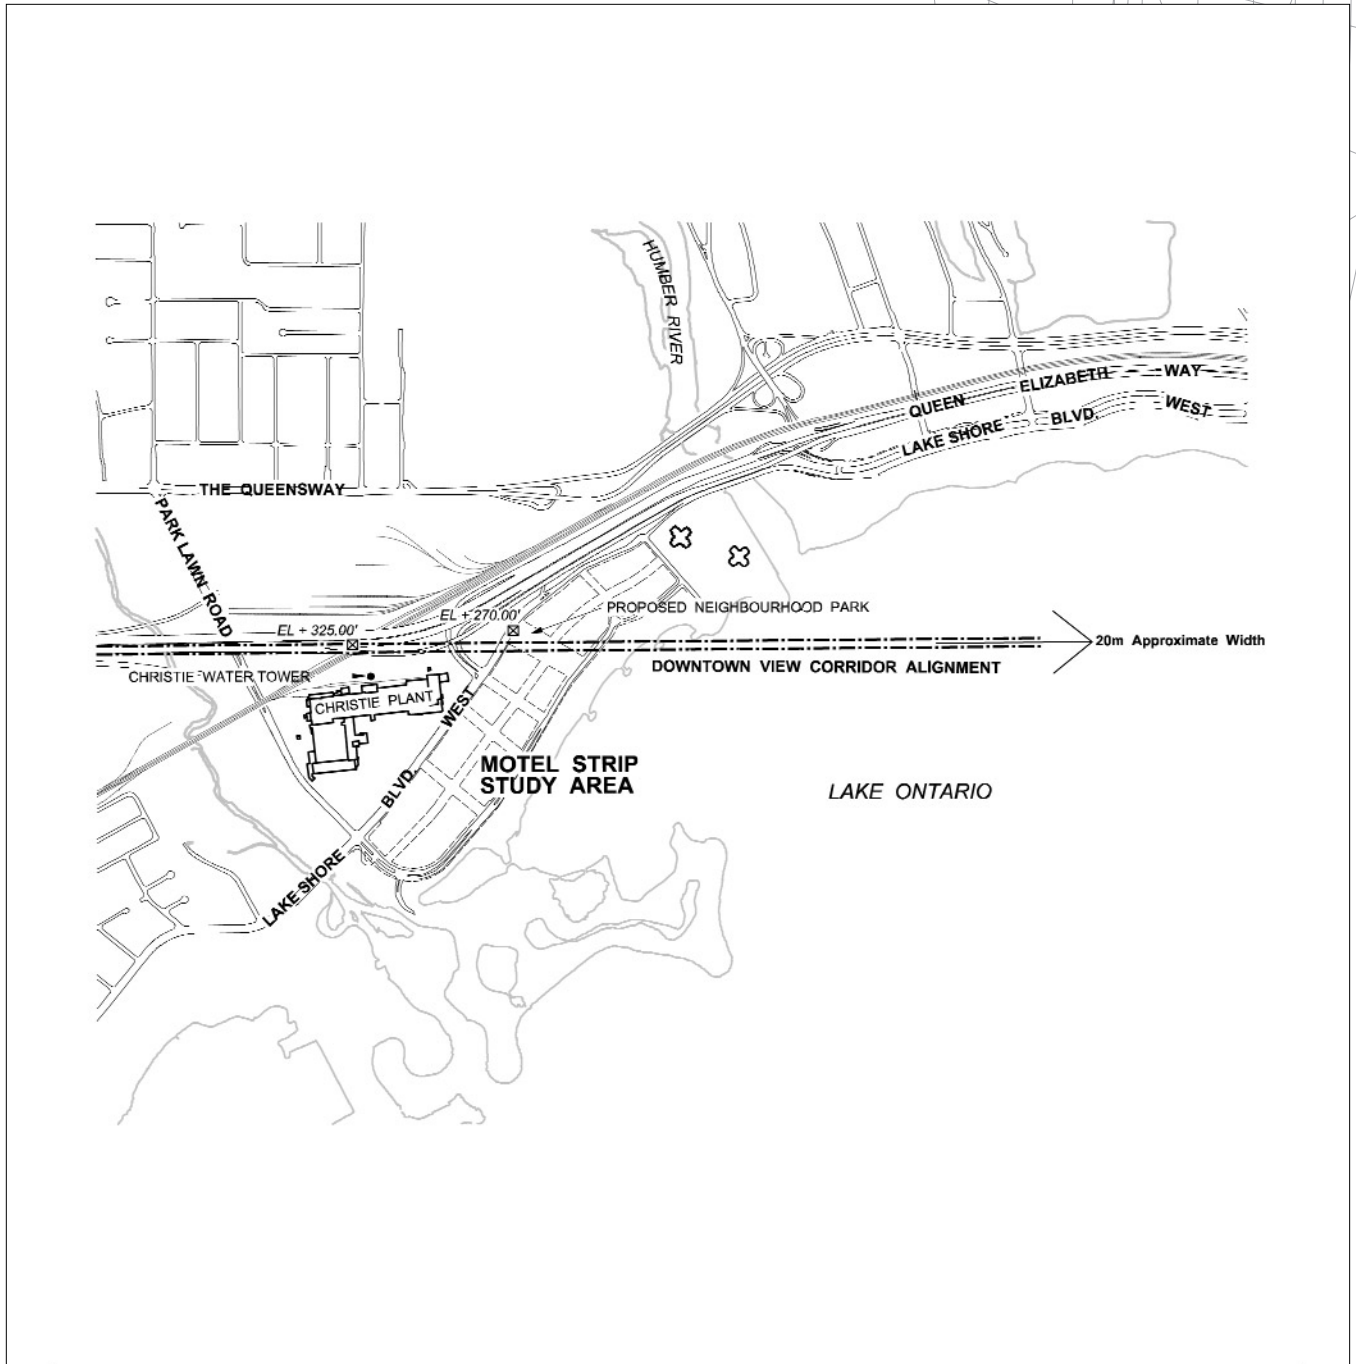 HUMBER RIVER
QUEEN ELIZABETH WAY
LAKE SHORE BLVD. WEST
THE QUEENSWAY
PARK LAWN ROAD
EL + 325.00'
EL + 270.00'
PROPOSED NEIGHBOURHOOD PARK
20m Approximate Width
DOWNTOWN VIEW CORRIDOR ALIGNMENT
CHRISTIE WATER TOWER
CHRISTIE PLANT
MOTEL STRIP
STUDY AREA
LAKE ONTARIO
LAKE SHORE BLVD. WEST